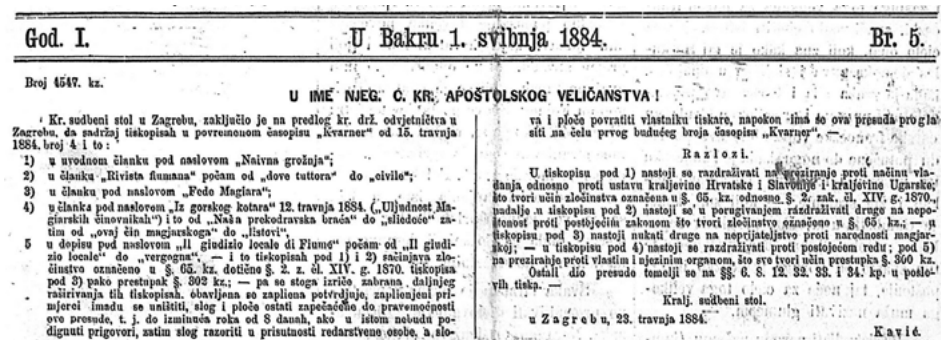 God. I.
U Bakru 1. svibnja 1884.
Br. 5.
Broj 4547. kz.
U IME NJEG. C. KR. APOŠTOLSKOG VELIČANSTVA!
Kr. sudbeni stol u Zagrebu, zaključio je na predlog kr. drž. odvjetničtva u
Zagrebu, da sadržaj tiskopisah u povremenom časopisu „Kvarner" od 15. travnja
1884. broj 4 i to:
1) u uvodnom članku pod naslovom „Naivna grožnja";
2) u članku „Rivista fiumana" počam od „dove tuttora" do „civile";
3) u članku pod naslovom „Fedo Magiara";
4) u članka pod naslovom „Iz gorskog kotara" 12. travnja 1884. („Uljudnost Ma-
giarskih činovnikah") i to od „Naša prekodravska braća" do „sliedeće" za-
tim od „ovaj čin magjarskoga" do „listovi",
5 u dopisu pod naslovom „Il giudizio locale di Fiume" počam od „Il giudi-
zio locale" do „vergogna", — i to tiskopisah pod 1) i 2) sačinjava zlo-
činstvo označeno u §. 65. kz. dotično §. 2. z. čl. XIV. g. 1870. tiskopisa
pod 3) pako prestupak §. 302 kz.; — pa se stoga izrične zabrana daljnjeg
raširivanja tih tiskopisah, obavljena se zapliena potvrdjuje, zaplienjeni pri-
mjerci imadu se uništiti, slog i ploče ostati zapečaćeno do pravomoćnosti
ove presude, t. j. do izminuća roka od 8 danah, ako u istom nebudu po-
dignuti prigovori, zatim slog razoriti u prisutnosti redarstvene osobe, a slo-
va i ploče povratiti vlastniku tiskare, napokon ima se ova presuda progla
siti na čelu prvog budućeg broja časopisa „Kvarner". —
Razlozi.
U tiskopisu pod 1) nastoji se razdraživati na preziranje proti načinu vla-
danja odnosno proti ustavu kraljevine Hrvatske i Slavonije i kraljevine Ugarske,
što tvori učin zločinstva označena u §. 65. kz. odnosno §. 2. zak. čl. XIV. g. 1870.,
nadalje u tiskopisu pod 2) nastoji se u porugivanjem razdraživati druge na nepo-
štenost proti postojećim zakonom što tvori zločinstvo označeno u §. 65. kz.; — u
tiskopisu pod 3) nastoji nukati druge na neprijateljstvo proti narodnosti magjar-
skoj; — u tiskopisu pod 4) nastoji se razdraživati proti postojećem redu; pod 5)
na preziranje proti vlastim i njezinim organom, što sve tvori učin prestupka §. 300 kz.
Ostali dio presude temelji se na §§. 6. 8. 12. 32. 33. i 34. kp. u poslo-
vih tiskp. —
Kralj. sudbeni stol.
u Zagrebu, 23. travnja 1884.
Kavić.